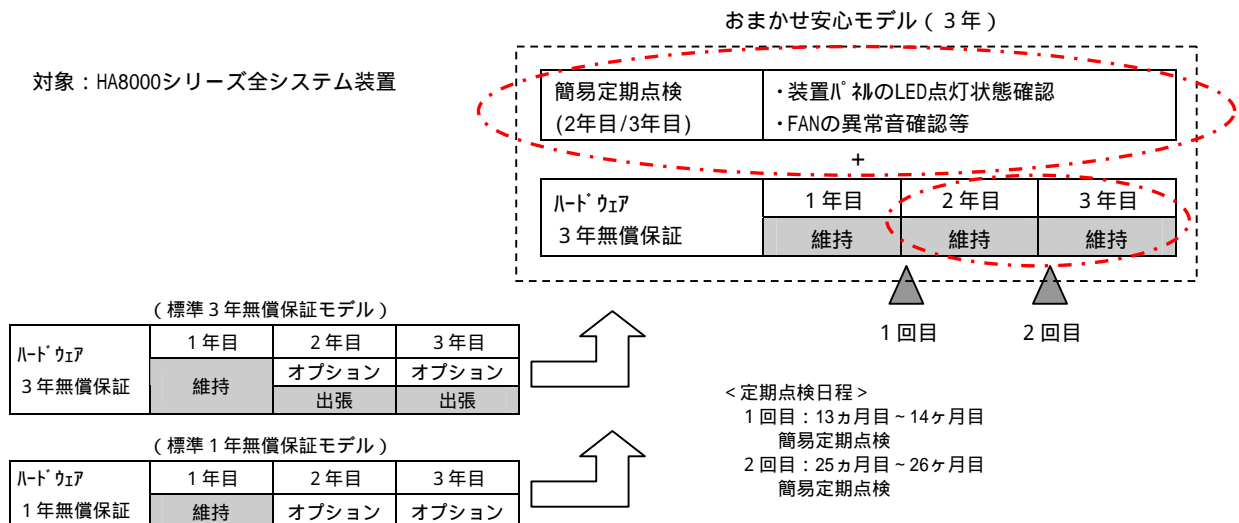 おまかせ安心モデル(3年)
対象:HA8000シリーズ全システム装置
簡易定期点検
(2年目/3年目)
・装置ﾊﾟﾈﾙのLED点灯状態確認
・FANの異常音確認等
+
ﾊｰﾄﾞｳｪｱ
3年無償保証
1年目 2年目 3年目
維持 維持 維持
1回目 2回目
(標準3年無償保証モデル)
ﾊｰﾄﾞｳｪｱ
3年無償保証
1年目 2年目 3年目
維持
オプション オプション
出張 出張
<定期点検日程>
1回目:13ヵ月目~14ヶ月目
簡易定期点検
2回目:25ヵ月目~26ヶ月目
簡易定期点検
(標準1年無償保証モデル)
ﾊｰﾄﾞｳｪｱ
1年無償保証
1年目 2年目 3年目
維持 オプション オプション